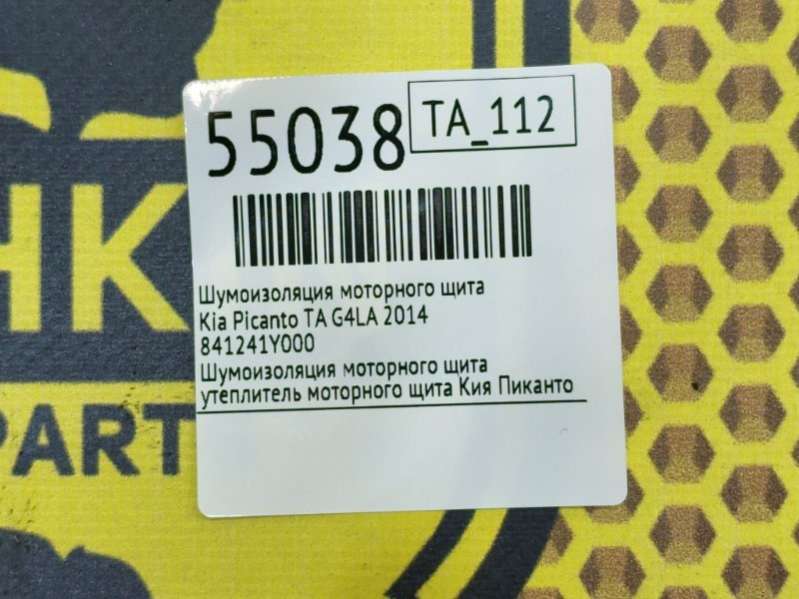 55038
TA_112
Шумоизоляция моторного щита
Kia Picanto TA G4LA 2014
841241Y000
Шумоизоляция моторного щита
утеплитель моторного щита Кия Пиканто
НК
PART